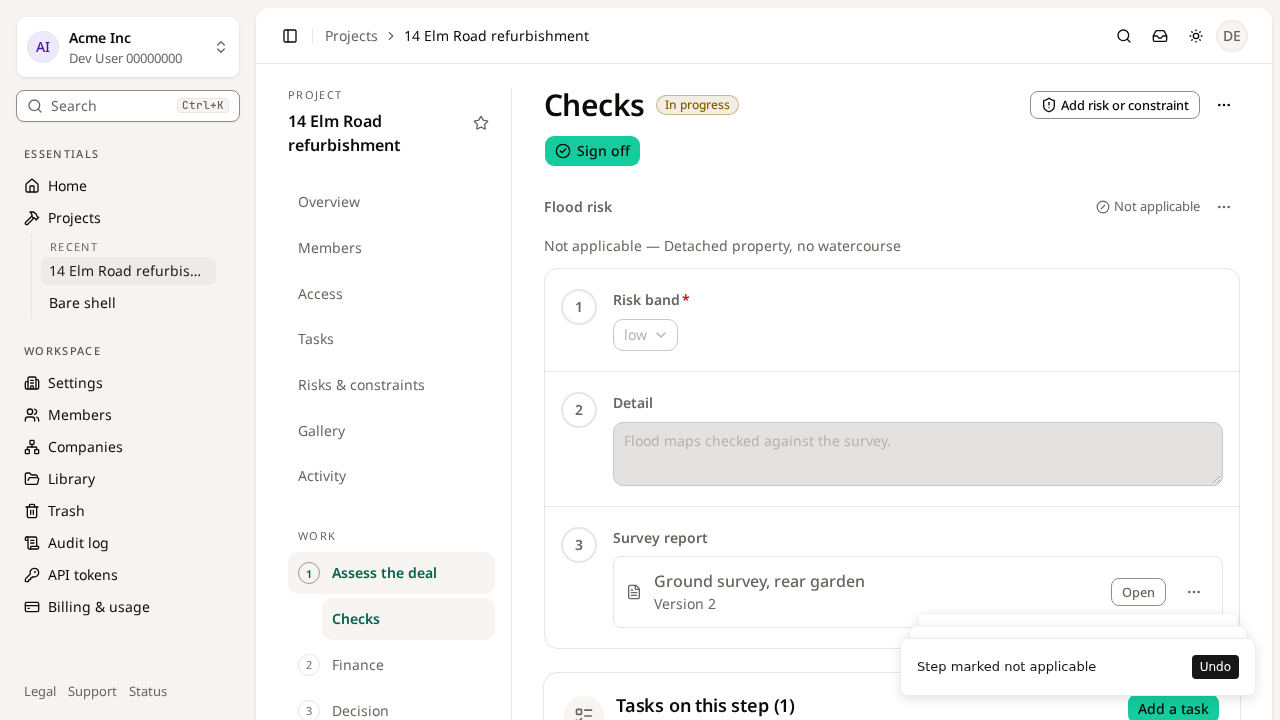 AI
Acme Inc
Dev User 00000000
Search
Ctrl+K
ESSENTIALS
Home
Projects
RECENT
14 Elm Road refurbis...
Bare shell
WORKSPACE
Settings
Members
Companies
Library
Trash
Audit log
API tokens
Billing & usage
Legal
Support
Status
Projects
14 Elm Road refurbishment
DE
PROJECT
14 Elm Road
refurbishment
Overview
Members
Access
Tasks
Risks & constraints
Gallery
Activity
WORK
1 Assess the deal
Checks
2 Finance
3 Decision
Checks
In progress
Add risk or constraint
Sign off
Flood risk
Not applicable
Not applicable — Detached property, no watercourse
1 Risk band *
low
2 Detail
Flood maps checked against the survey.
3 Survey report
Ground survey, rear garden
Version 2
Open
Step marked not applicable
Undo
Tasks on this step (1)
Add a task